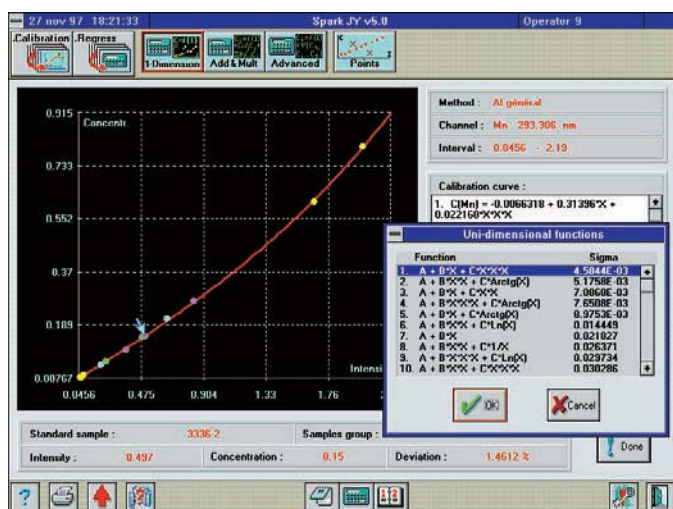 27 nov 97 18:21:33 Spark JY v5.0 Operator 9
.Calibration .Regress
1-Dimension Add & Mult Advanced Points
0.915
Concentr.
0.733
0.552
0.37
0.189
0.00767
Intensi
0.0456 0.475 0.904 1.33 1.76 2
Method : Al général
Channel : Mn 293.306 nm
Interval : 0.0456 - 2.19
Calibration curve :
1. C(Mn) = -0.0066318 + 0.31396*X +
0.022160*X*X*X
Uni-dimensional functions
Function Sigma
1. A + B*X + C*X*X*X 4.5044E-03
2. A + B*X*X + C*Arctg(X) 5.1758E-03
3. A + B*X + C*X*X 7.0860E-03
4. A + B*X*X*X + C*Arctg(X) 7.6508E-03
5. A + B*X + C*Arctg(X) 8.9753E-03
6. A + B*X*X + C*Ln(X) 0.014449
7. A + B*X 0.021027
8. A + B*X*X + C*1/X 0.026371
9. A + B*X*X*X + C*Ln(X) 0.029734
10. A + B*X*X + C*X*X*X 0.030286
OK Cancel
Standard sample : 3336-2 Samples group :
Intensity : 0.497 Concentration : 0.15 Deviation : 1.4612 %
Done